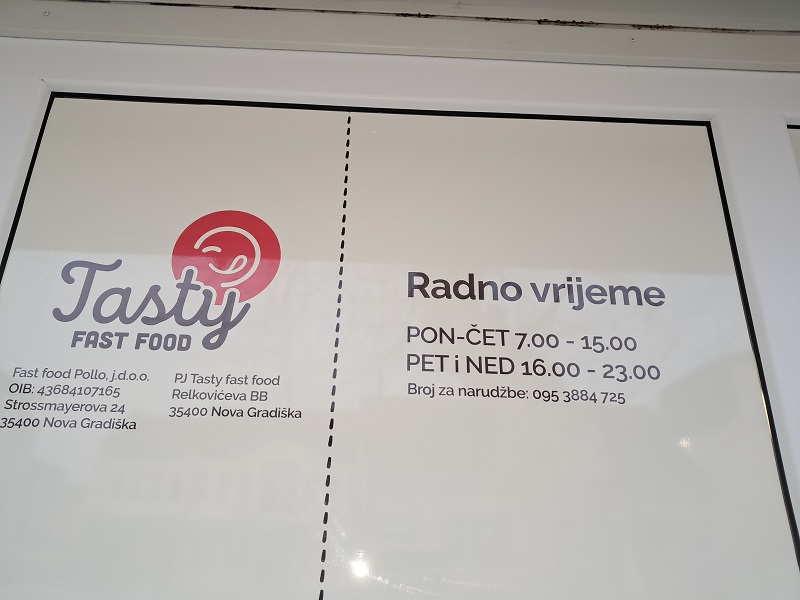 Tasty
FAST FOOD
Fast food Pollo, j.d.o.o.
OIB: 43684107165
Strossmayerova 24
35400 Nova Gradiška
PJ Tasty fast food
Relkovićeva BB
35400 Nova Gradiška
Radno vrijeme
PON-ČET 7.00 - 15.00
PET i NED 16.00 - 23.00
Broj za narudžbe: 095 3884 725